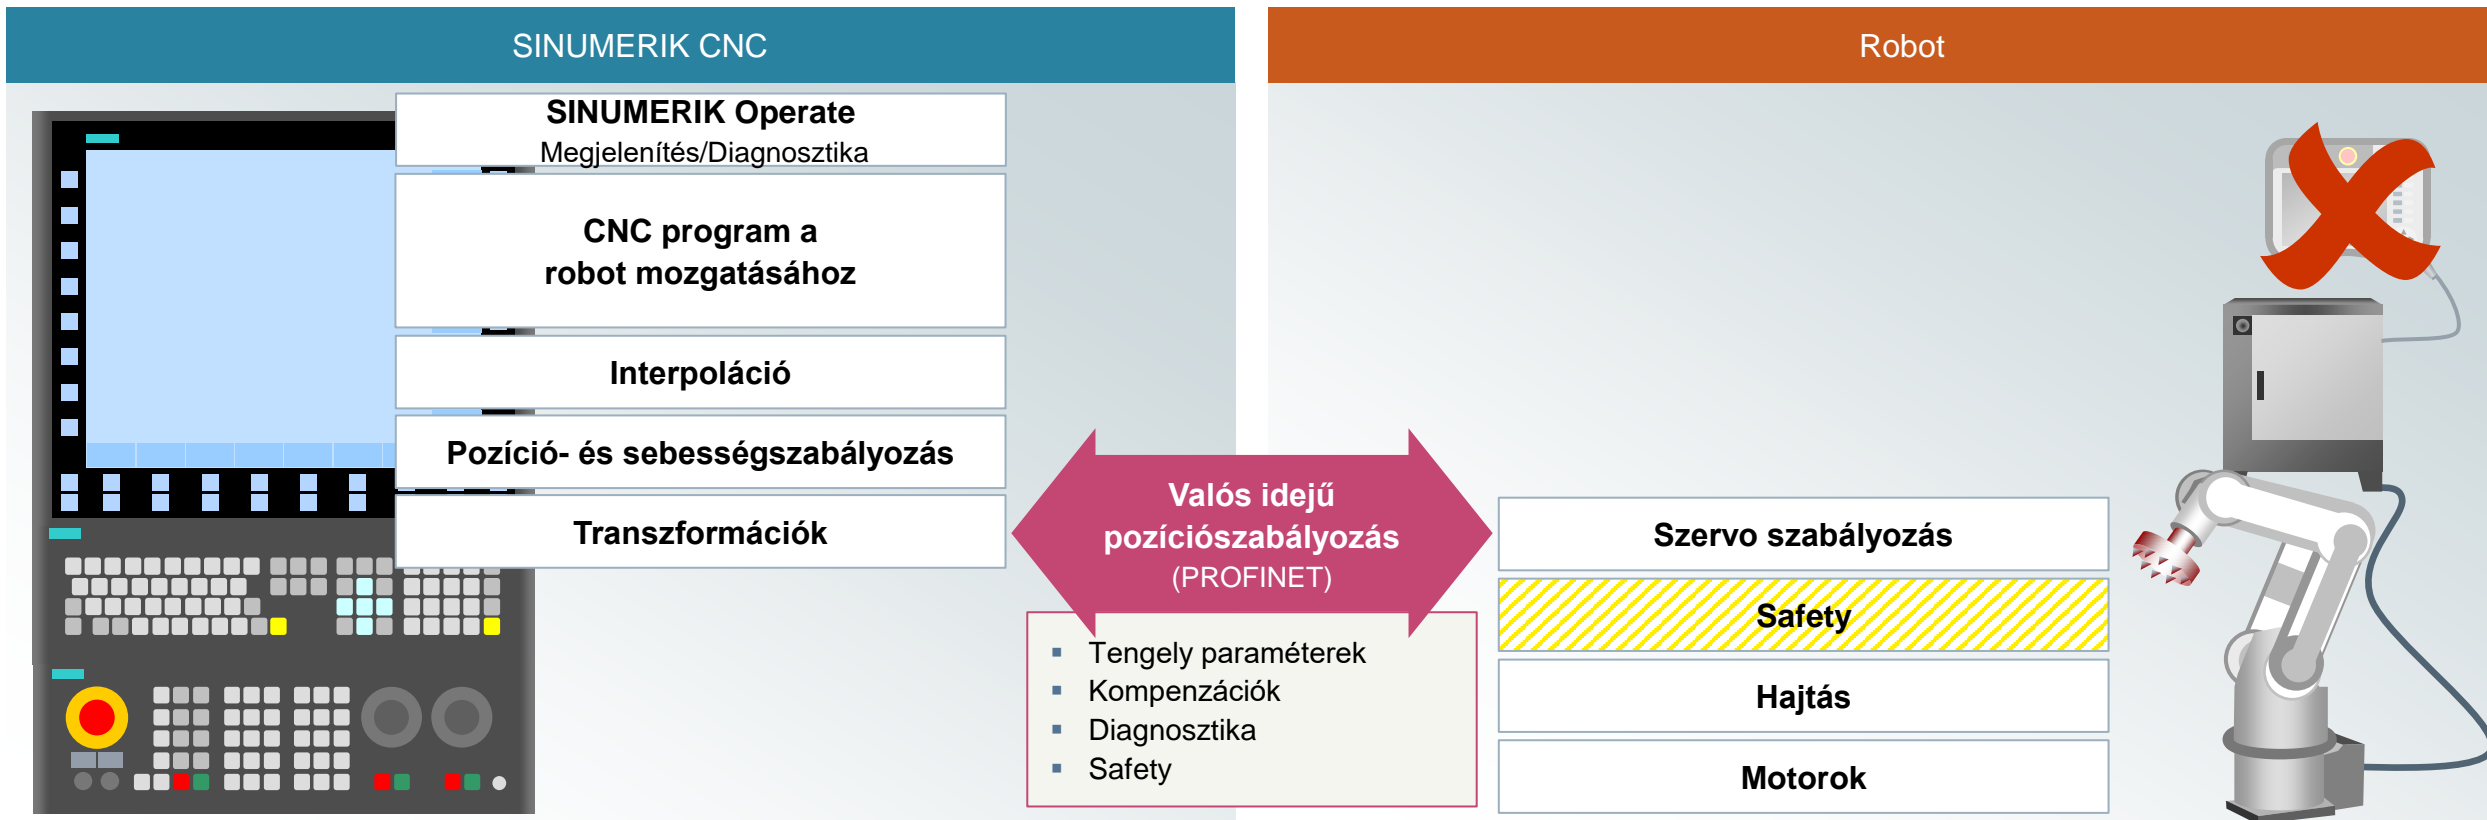 SINUMERIK CNC
Robot
SINUMERIK Operate
Megjelenítés/Diagnosztika
CNC program a
robot mozgatásához
Interpoláció
Pozíció- és sebességszabályozás
Transzformációk
Valós idejű
pozíciószabályozás
(PROFINET)
Tengely paraméterek
Kompenzációk
Diagnosztika
Safety
Szervo szabályozás
Safety
Hajtás
Motorok